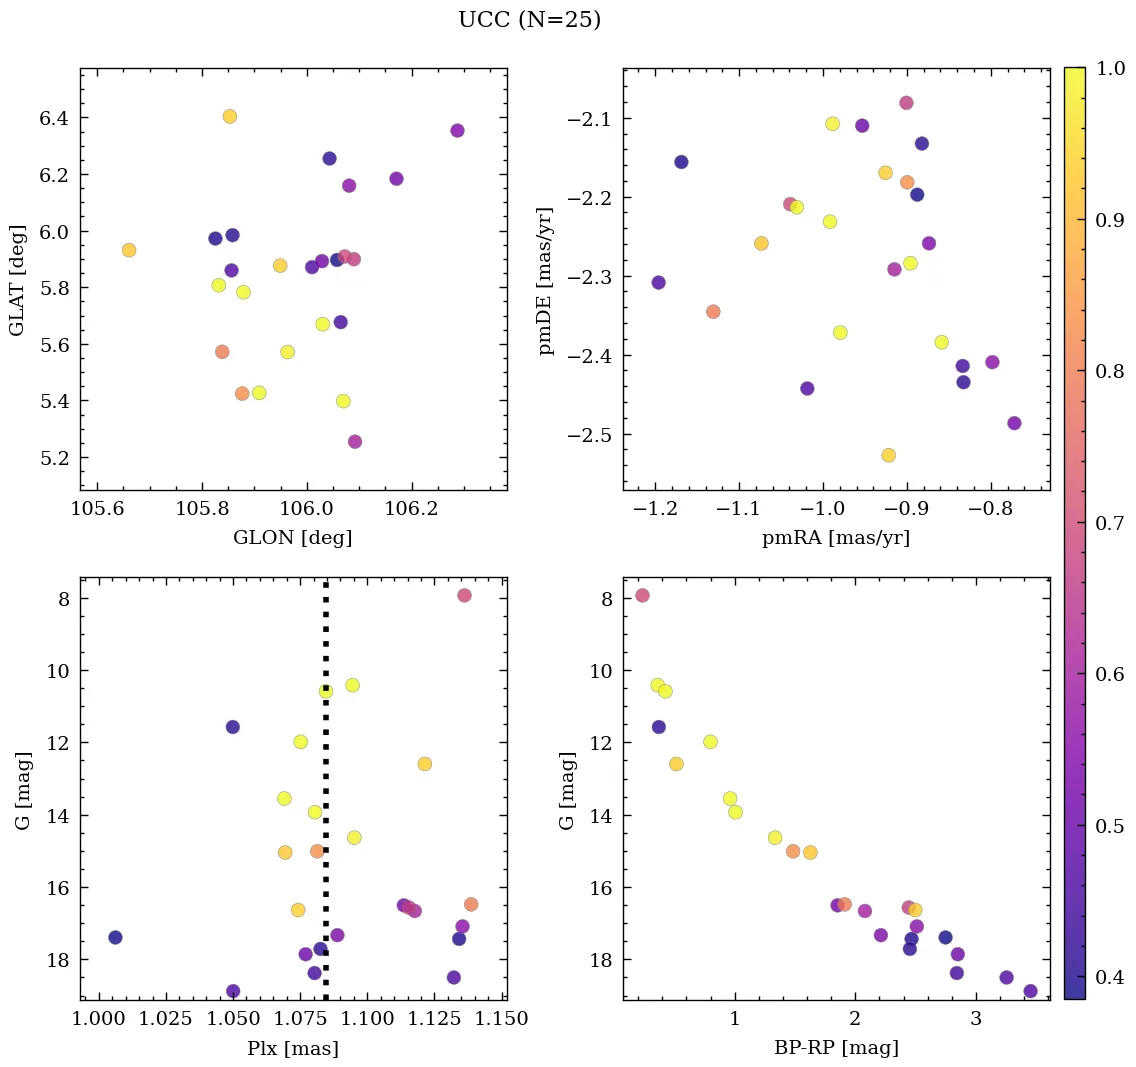 UCC (N=25)
6.4
6.2
6.0
5.8
5.6
5.4
5.2
GLAT [deg]
105.6 105.8 106.0 106.2
GLON [deg]
−2.1
−2.2
−2.3
−2.4
−2.5
pmDE [mas/yr]
−1.2 −1.1 −1.0 −0.9 −0.8
pmRA [mas/yr]
8
10
12
14
16
18
G [mag]
1.000 1.025 1.050 1.075 1.100 1.125 1.150
Plx [mas]
8
10
12
14
16
18
G [mag]
1 2 3
BP-RP [mag]
1.0
0.9
0.8
0.7
0.6
0.5
0.4